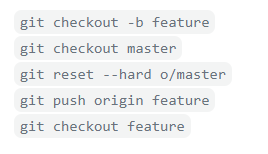 git checkout -b feature
git checkout master
git reset --hard o/master
git push origin feature
git checkout feature